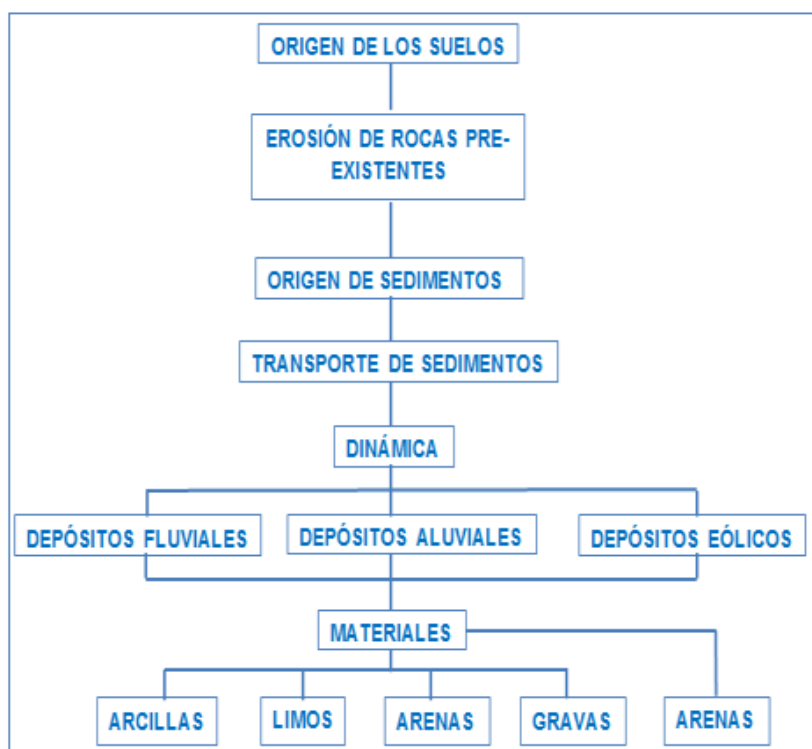 ORIGEN DE LOS SUELOS
EROSIÓN DE ROCAS PRE-
EXISTENTES
ORIGEN DE SEDIMENTOS
TRANSPORTE DE SEDIMENTOS
DINÁMICA
DEPÓSITOS FLUVIALES
DEPÓSITOS ALUVIALES
DEPÓSITOS EÓLICOS
MATERIALES
ARCILLAS
LIMOS
ARENAS
GRAVAS
ARENAS